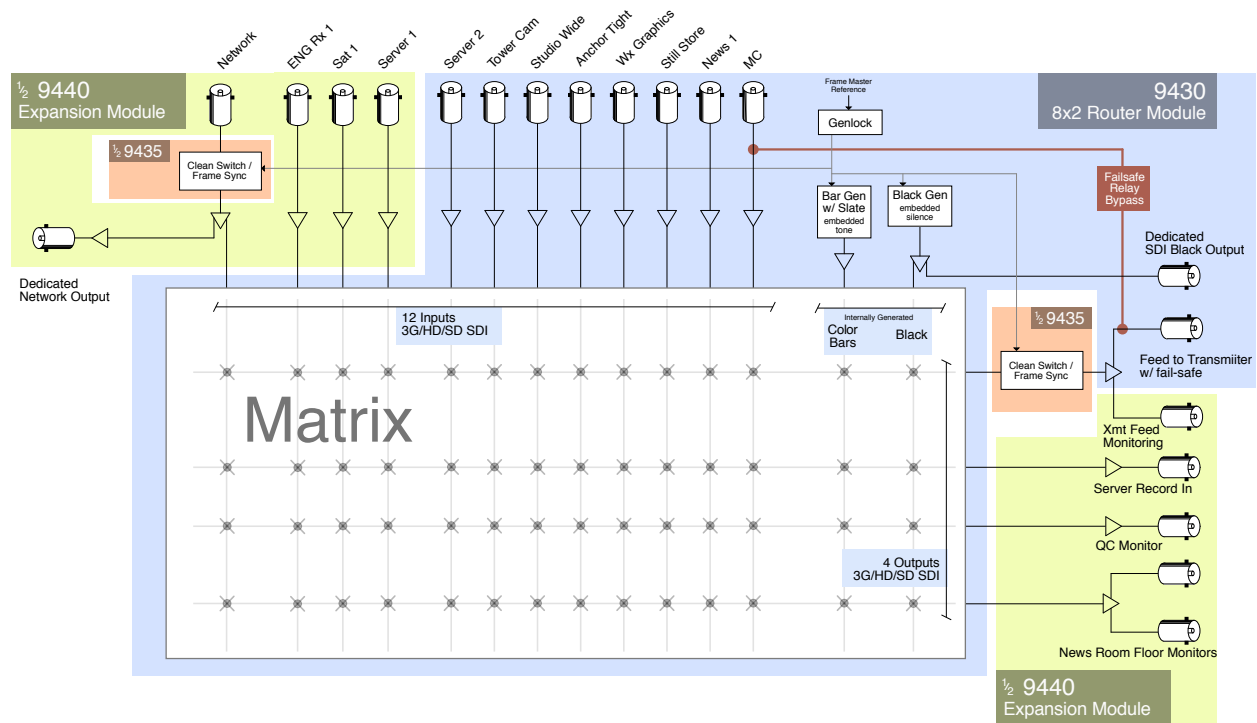 Network
ENG Rx 1
Sat 1
Server 1
Server 2
Tower Cam
Studio Wide
Anchor Tight
Wx Graphics
Still Store
News 1
MC
½ 9440
Expansion Module
Frame Master
Reference
9430
8x2 Router Module
Genlock
½ 9435
Clean Switch /
Frame Sync
Failsafe
Relay
Bypass
Bar Gen
w/ Slate
embedded
tone
Black Gen
embedded
silence
Dedicated
SDI Black Output
Dedicated
Network Output
12 Inputs
3G/HD/SD SDI
Internally Generated
Color
Bars
Black
½ 9435
Clean Switch /
Frame Sync
Feed to Transmiiter
w/ fail-safe
Matrix
Xmt Feed
Monitoring
Server Record In
QC Monitor
4 Outputs
3G/HD/SD SDI
News Room Floor Monitors
½ 9440
Expansion Module